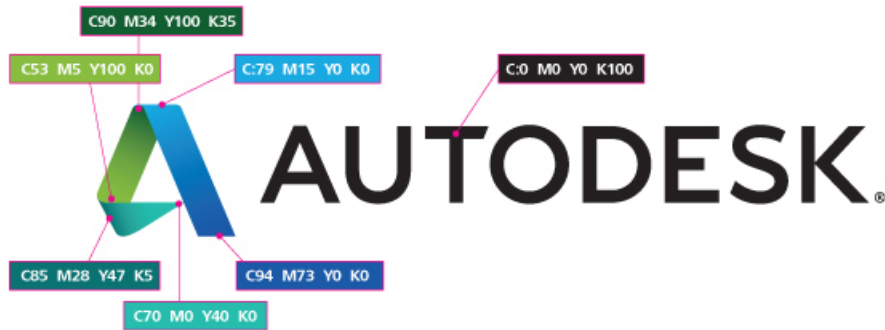 C90 M34 Y100 K35
C53 M5 Y100 K0
C:79 M15 Y0 K0
C:0 M0 Y0 K100
AUTODESK®
C85 M28 Y47 K5
C94 M73 Y0 K0
C70 M0 Y40 K0